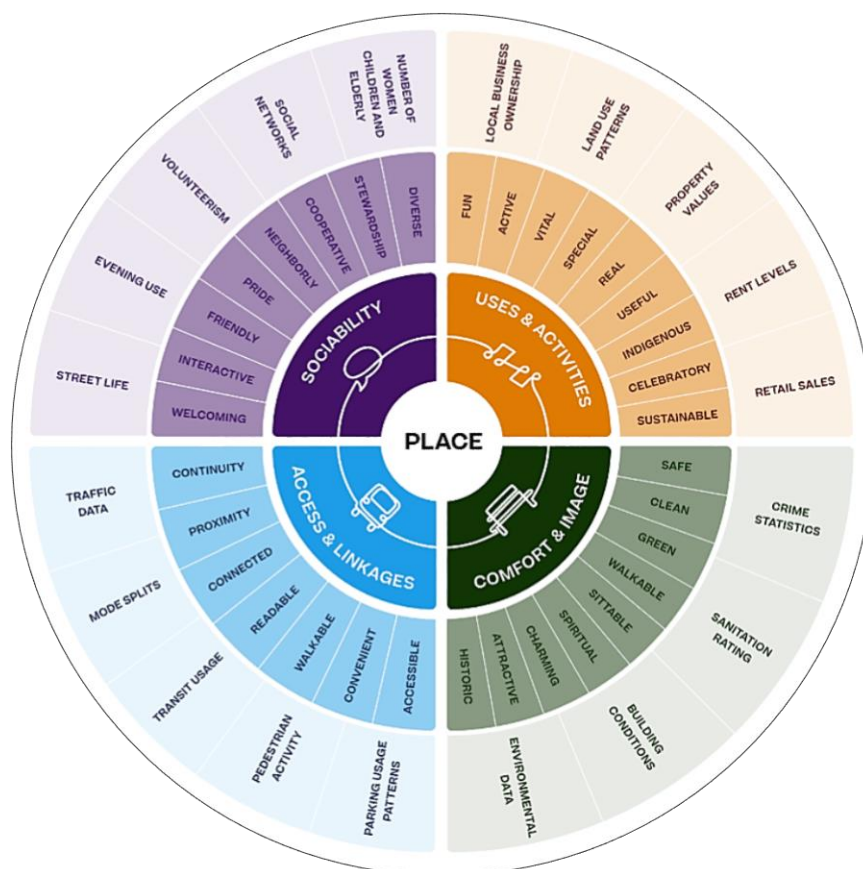 PLACE
SOCIABILITY
USES & ACTIVITIES
COMFORT & IMAGE
ACCESS & LINKAGES
WELCOMING
INTERACTIVE
FRIENDLY
PRIDE
NEIGHBORLY
COOPERATIVE
STEWARDSHIP
DIVERSE
FUN
ACTIVE
VITAL
SPECIAL
REAL
USEFUL
INDIGENOUS
CELEBRATORY
SUSTAINABLE
SAFE
CLEAN
GREEN
WALKABLE
SITTABLE
SPIRITUAL
CHARMING
ATTRACTIVE
HISTORIC
ACCESSIBLE
CONVENIENT
WALKABLE
READABLE
CONNECTED
PROXIMITY
CONTINUITY
STREET LIFE
EVENING USE
VOLUNTEERISM
SOCIAL
NETWORKS
NUMBER OF
WOMEN
CHILDREN AND
ELDERLY
LOCAL BUSINESS
OWNERSHIP
LAND USE
PATTERNS
PROPERTY
VALUES
RENT LEVELS
RETAIL SALES
CRIME
STATISTICS
SANITATION
RATING
BUILDING
CONDITIONS
ENVIRONMENTAL
DATA
PARKING USAGE
PATTERNS
PEDESTRIAN
ACTIVITY
TRANSIT USAGE
MODE SPLITS
TRAFFIC
DATA